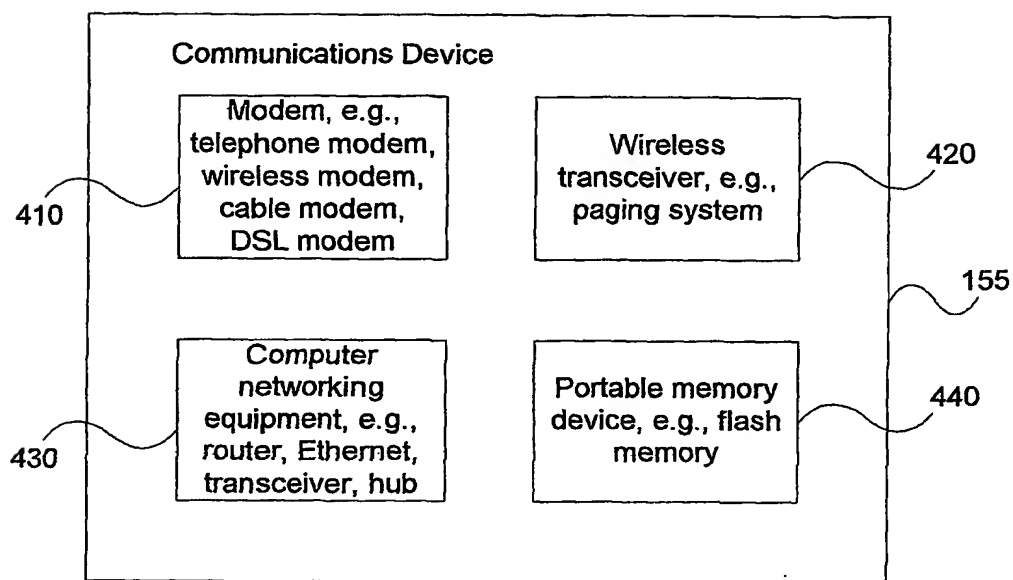 Communications Device
Modem, e.g.,
telephone modem,
wireless modem,
cable modem,
DSL modem
410
Wireless
transceiver, e.g.,
paging system
420
155
Computer
networking
equipment, e.g.,
router, Ethernet,
transceiver, hub
430
Portable memory
device, e.g., flash
memory
440